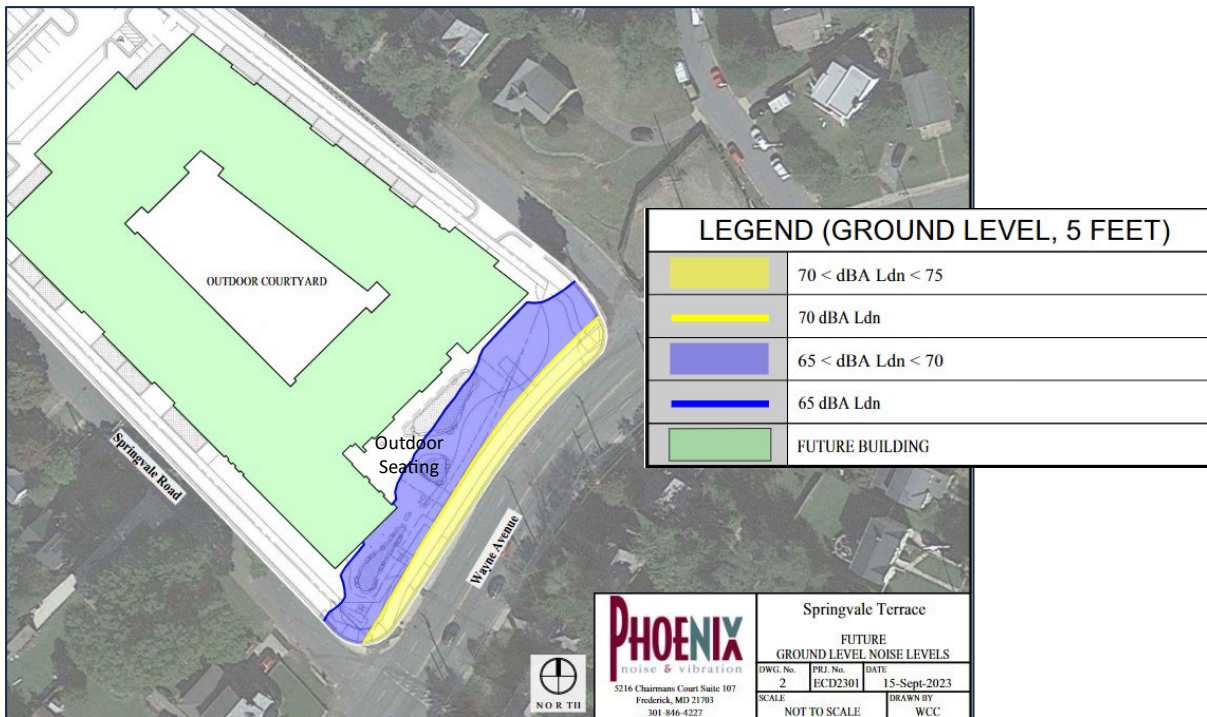 OUTDOOR COURTYARD
Outdoor
Seating
Springvale Road
Wayne Avenue
LEGEND (GROUND LEVEL, 5 FEET)
70 < dBA Ldn < 75
70 dBA Ldn
65 < dBA Ldn < 70
65 dBA Ldn
FUTURE BUILDING
NORTH
PHOENIX
noise & vibration
5216 Chairmans Court Suite 107
Frederick, MD 21703
301-846-4227
Springvale Terrace
FUTURE
GROUND LEVEL NOISE LEVELS
DWG. No. PRJ. No. DATE
2 ECD2301 15-Sept-2023
SCALE DRAWN BY
NOT TO SCALE WCC